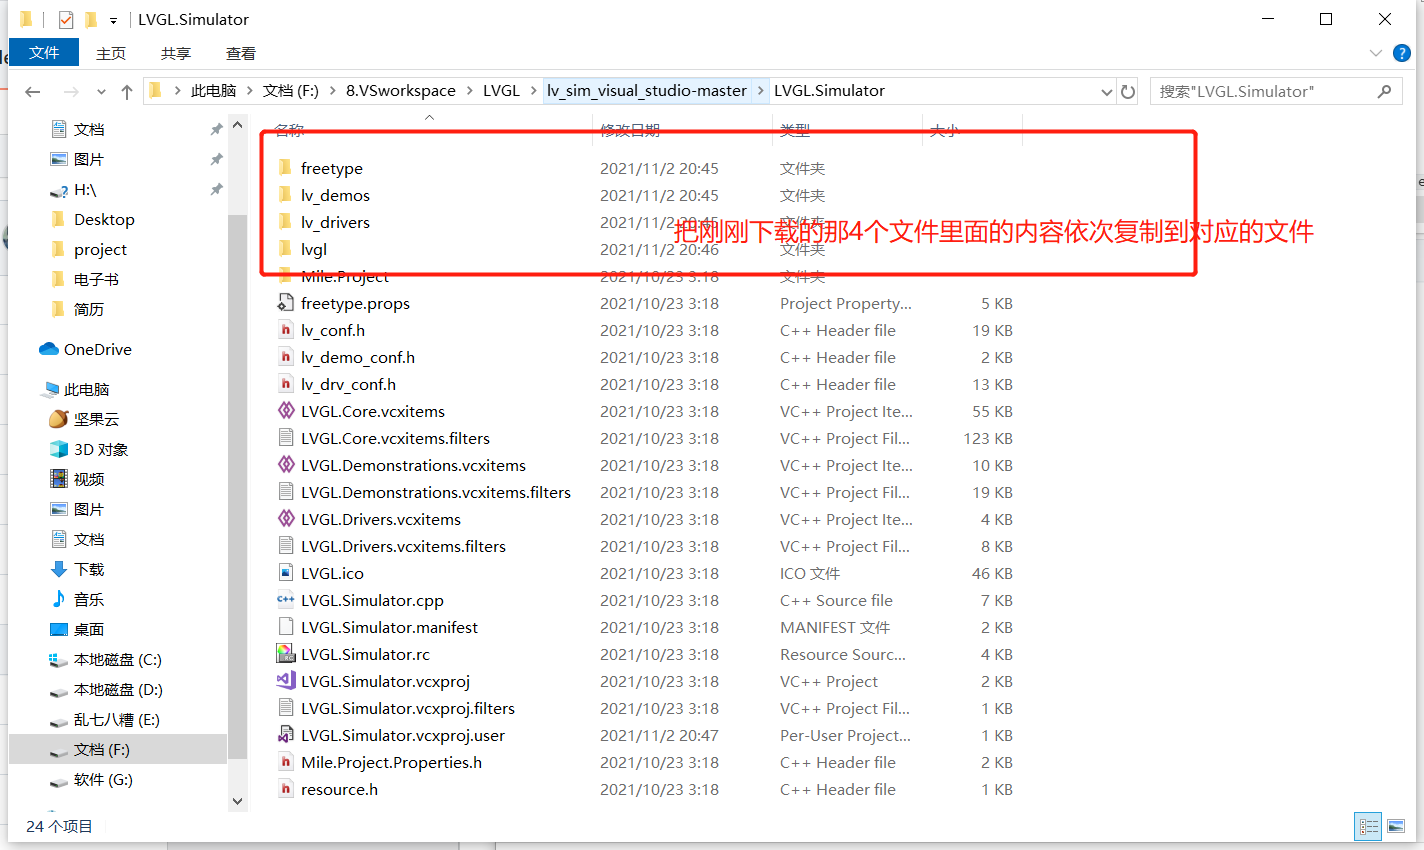 LVGL.Simulator
文件 主页 共享 查看
此电脑 文档 (F:) 8.VSworkspace LVGL lv_sim_visual_studio-master LVGL.Simulator 搜索"LVGL.Simulator"
文档
图片
H:\
Desktop
project
电子书
简历
OneDrive
此电脑
坚果云
3D 对象
视频
图片
文档
下载
音乐
桌面
本地磁盘 (C:)
本地磁盘 (D:)
乱七八糟 (E:)
文档 (F:)
软件 (G:)
名称 修改日期 类型 大小
freetype 2021/11/2 20:45 文件夹
lv_demos 2021/11/2 20:45 文件夹
lv_drivers 2021/11/2 20:45 文件夹
把刚刚下载的那4个文件里面的内容依次复制到对应的文件
lvgl 2021/11/2 20:46 文件夹
Mile.Project 2021/10/23 3:18 文件夹
freetype.props 2021/10/23 3:18 Project Property... 5 KB
lv_conf.h 2021/10/23 3:18 C++ Header file 19 KB
lv_demo_conf.h 2021/10/23 3:18 C++ Header file 2 KB
lv_drv_conf.h 2021/10/23 3:18 C++ Header file 13 KB
LVGL.Core.vcxitems 2021/10/23 3:18 VC++ Project Ite... 55 KB
LVGL.Core.vcxitems.filters 2021/10/23 3:18 VC++ Project Fil... 123 KB
LVGL.Demonstrations.vcxitems 2021/10/23 3:18 VC++ Project Ite... 10 KB
LVGL.Demonstrations.vcxitems.filters 2021/10/23 3:18 VC++ Project Fil... 19 KB
LVGL.Drivers.vcxitems 2021/10/23 3:18 VC++ Project Ite... 4 KB
LVGL.Drivers.vcxitems.filters 2021/10/23 3:18 VC++ Project Fil... 8 KB
LVGL.ico 2021/10/23 3:18 ICO 文件 46 KB
LVGL.Simulator.cpp 2021/10/23 3:18 C++ Source file 7 KB
LVGL.Simulator.manifest 2021/10/23 3:18 MANIFEST 文件 2 KB
LVGL.Simulator.rc 2021/10/23 3:18 Resource Sourc... 4 KB
LVGL.Simulator.vcxproj 2021/10/23 3:18 VC++ Project 2 KB
LVGL.Simulator.vcxproj.filters 2021/10/23 3:18 VC++ Project Fil... 1 KB
LVGL.Simulator.vcxproj.user 2021/11/2 20:47 Per-User Project... 1 KB
Mile.Project.Properties.h 2021/10/23 3:18 C++ Header file 2 KB
resource.h 2021/10/23 3:18 C++ Header file 1 KB
24 个项目